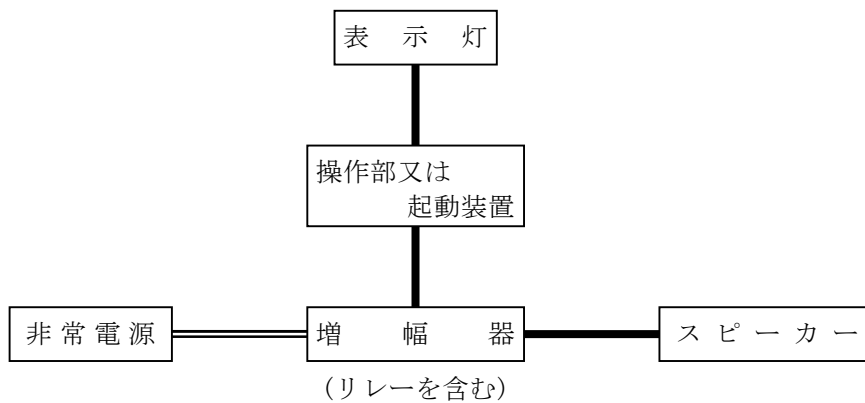 表示灯
操作部又は
起動装置
非常電源
増幅器
スピーカー
(リレーを含む)